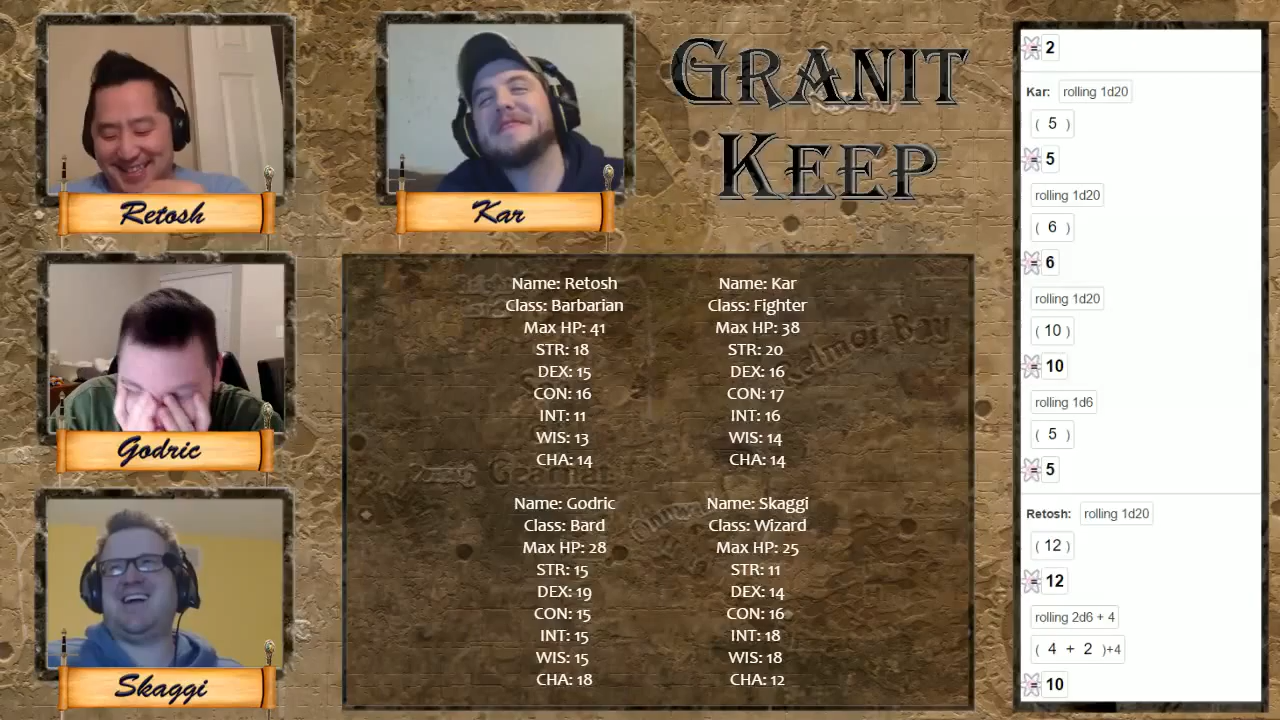 GRANIT
KEEP
Retosh
Kar
Godric
Skaggi
Name: Retosh
Class: Barbarian
Max HP: 41
STR: 18
DEX: 15
CON: 16
INT: 11
WIS: 13
CHA: 14
Name: Kar
Class: Fighter
Max HP: 38
STR: 20
DEX: 16
CON: 17
INT: 16
WIS: 14
CHA: 14
Name: Godric
Class: Bard
Max HP: 28
STR: 15
DEX: 19
CON: 15
INT: 15
WIS: 15
CHA: 18
Name: Skaggi
Class: Wizard
Max HP: 25
STR: 11
DEX: 14
CON: 16
INT: 18
WIS: 18
CHA: 12
= 2
Kar: rolling 1d20
( 5 )
= 5
rolling 1d20
( 6 )
= 6
rolling 1d20
( 10 )
= 10
rolling 1d6
( 5 )
= 5
Retosh: rolling 1d20
( 12 )
= 12
rolling 2d6 + 4
( 4 + 2 )+4
= 10